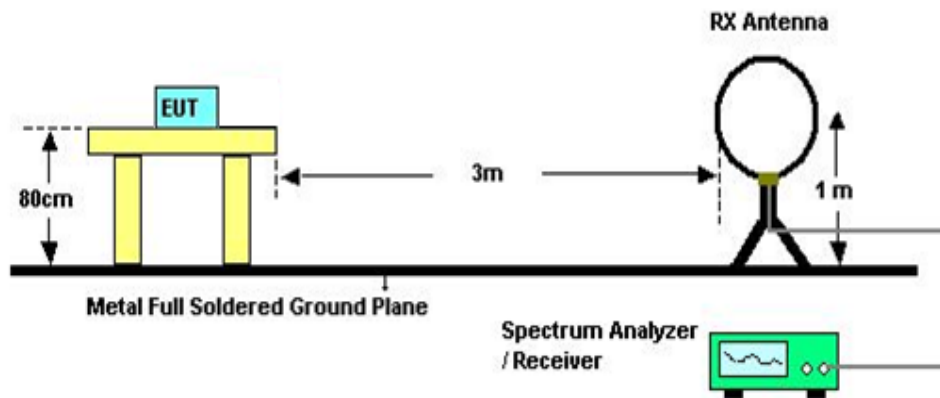 RX Antenna
EUT
3m
80cm
1 m
Metal Full Soldered Ground Plane
Spectrum Analyzer
/ Receiver